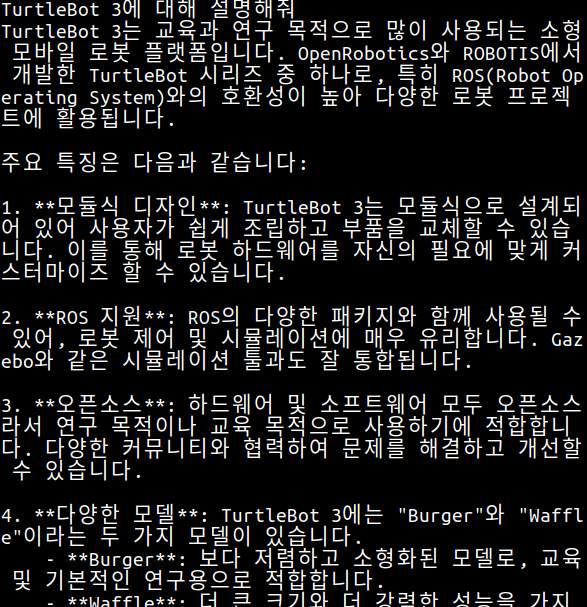 TurtleBot 3에 대해 설명해줘
TurtleBot 3는 교육과 연구 목적으로 많이 사용되는 소형
 모바일 로봇 플랫폼입니다. OpenRobotics와 ROBOTIS에서
 개발한 TurtleBot 시리즈 중 하나로, 특히 ROS(Robot Op
erating System)와의 호환성이 높아 다양한 로봇 프로젝
트에 활용됩니다.

주요 특징은 다음과 같습니다:

1. **모듈식 디자인**: TurtleBot 3는 모듈식으로 설계되
어 있어 사용자가 쉽게 조립하고 부품을 교체할 수 있습
니다. 이를 통해 로봇 하드웨어를 자신의 필요에 맞게 커
스터마이즈 할 수 있습니다.

2. **ROS 지원**: ROS의 다양한 패키지와 함께 사용될 수
 있어, 로봇 제어 및 시뮬레이션에 매우 유리합니다. Gaz
ebo와 같은 시뮬레이션 툴과도 잘 통합됩니다.

3. **오픈소스**: 하드웨어 및 소프트웨어 모두 오픈소스
라서 연구 목적이나 교육 목적으로 사용하기에 적합합니
다. 다양한 커뮤니티와 협력하여 문제를 해결하고 개선할
 수 있습니다.

4. **다양한 모델**: TurtleBot 3에는 "Burger"와 "Waffl
e"이라는 두 가지 모델이 있습니다.
   - **Burger**: 보다 저렴하고 소형화된 모델로, 교육
 및 기본적인 연구용으로 적합합니다.
   - **Waffle**: 더 큰 크기와 더 강력한 성능을 가지